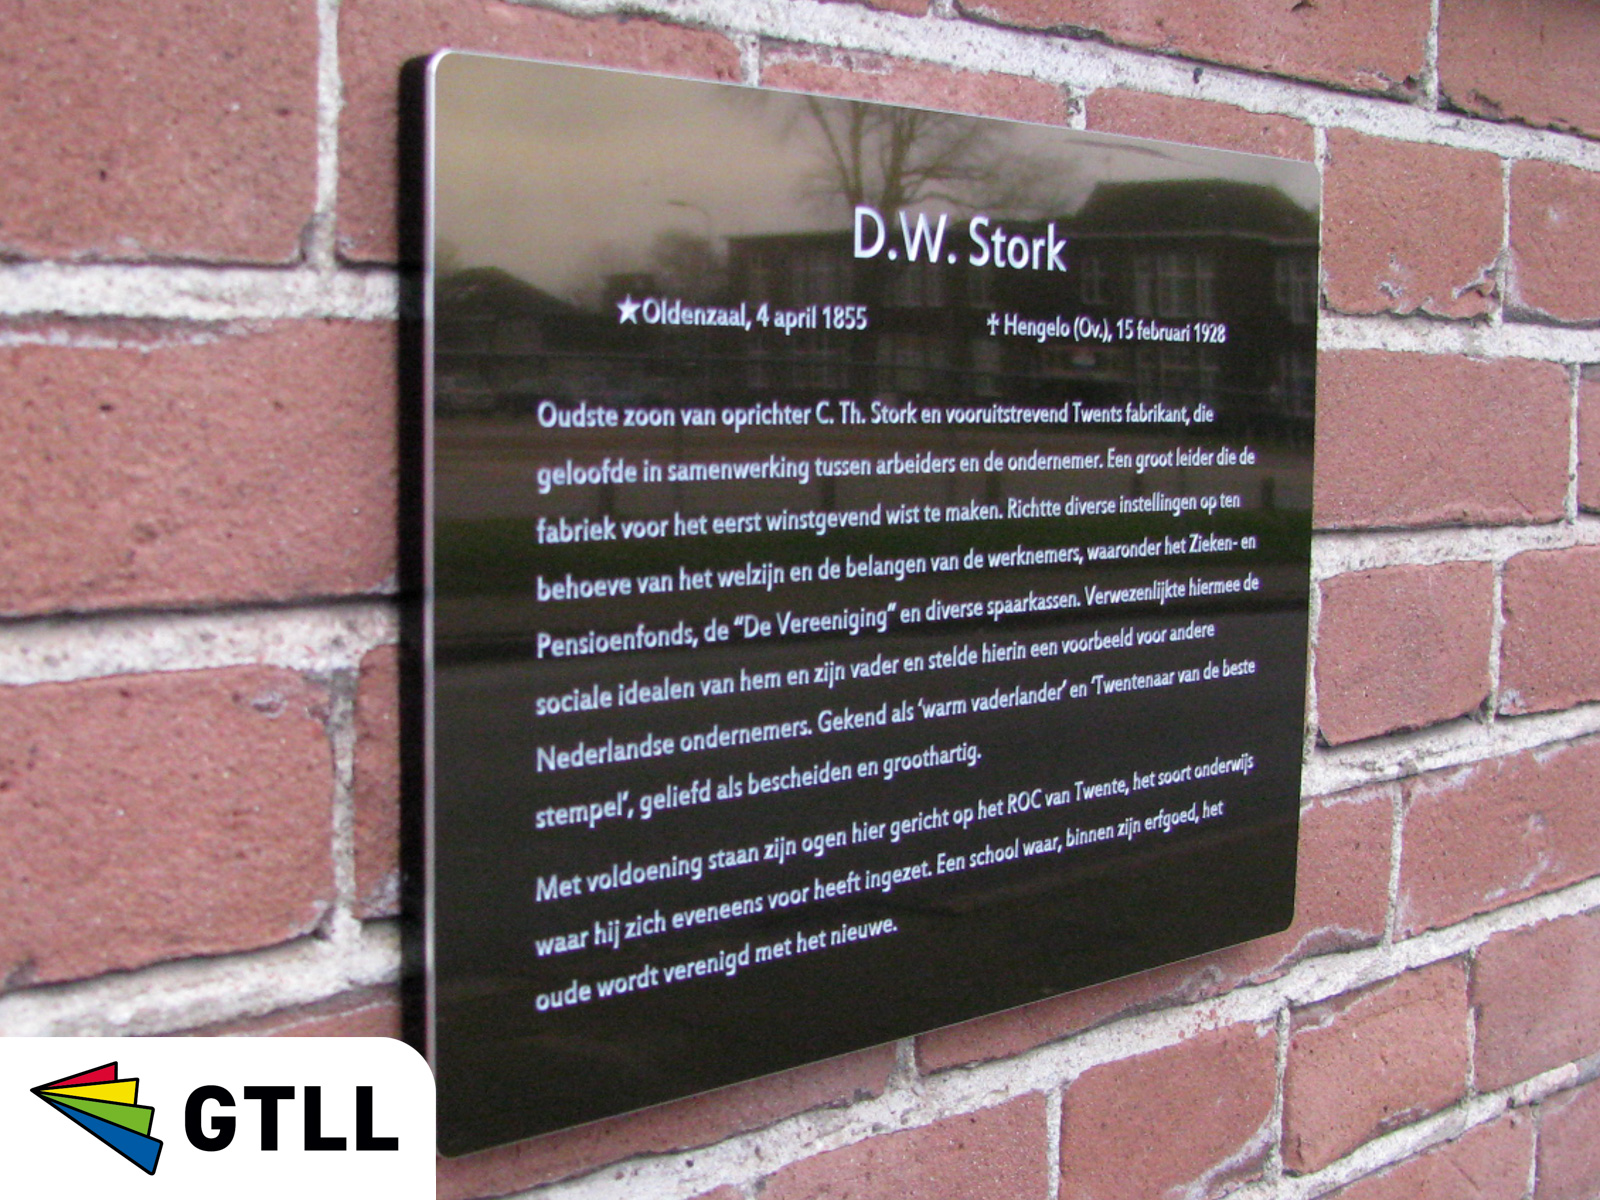 D.W. Stork
★Oldenzaal, 4 april 1855
✝ Hengelo (Ov.), 15 februari 1928
Oudste zoon van oprichter C. Th. Stork en vooruitstrevend Twents fabrikant, die
geloofde in samenwerking tussen arbeiders en de ondernemer. Een groot leider die de
fabriek voor het eerst winstgevend wist te maken. Richtte diverse instellingen op ten
behoeve van het welzijn en de belangen van de werknemers, waaronder het Zieken- en
Pensioenfonds, de “De Vereeniging” en diverse spaarkassen. Verwezenlijkte hiermee de
sociale idealen van hem en zijn vader en stelde hierin een voorbeeld voor andere
Nederlandse ondernemers. Gekend als ‘warm vaderlander’ en ‘Twentenaar van de beste
stempel’, geliefd als bescheiden en groothartig.
Met voldoening staan zijn ogen hier gericht op het ROC van Twente, het soort onderwijs
waar hij zich eveneens voor heeft ingezet. Een school waar, binnen zijn erfgoed, het
oude wordt verenigd met het nieuwe.
GTLL